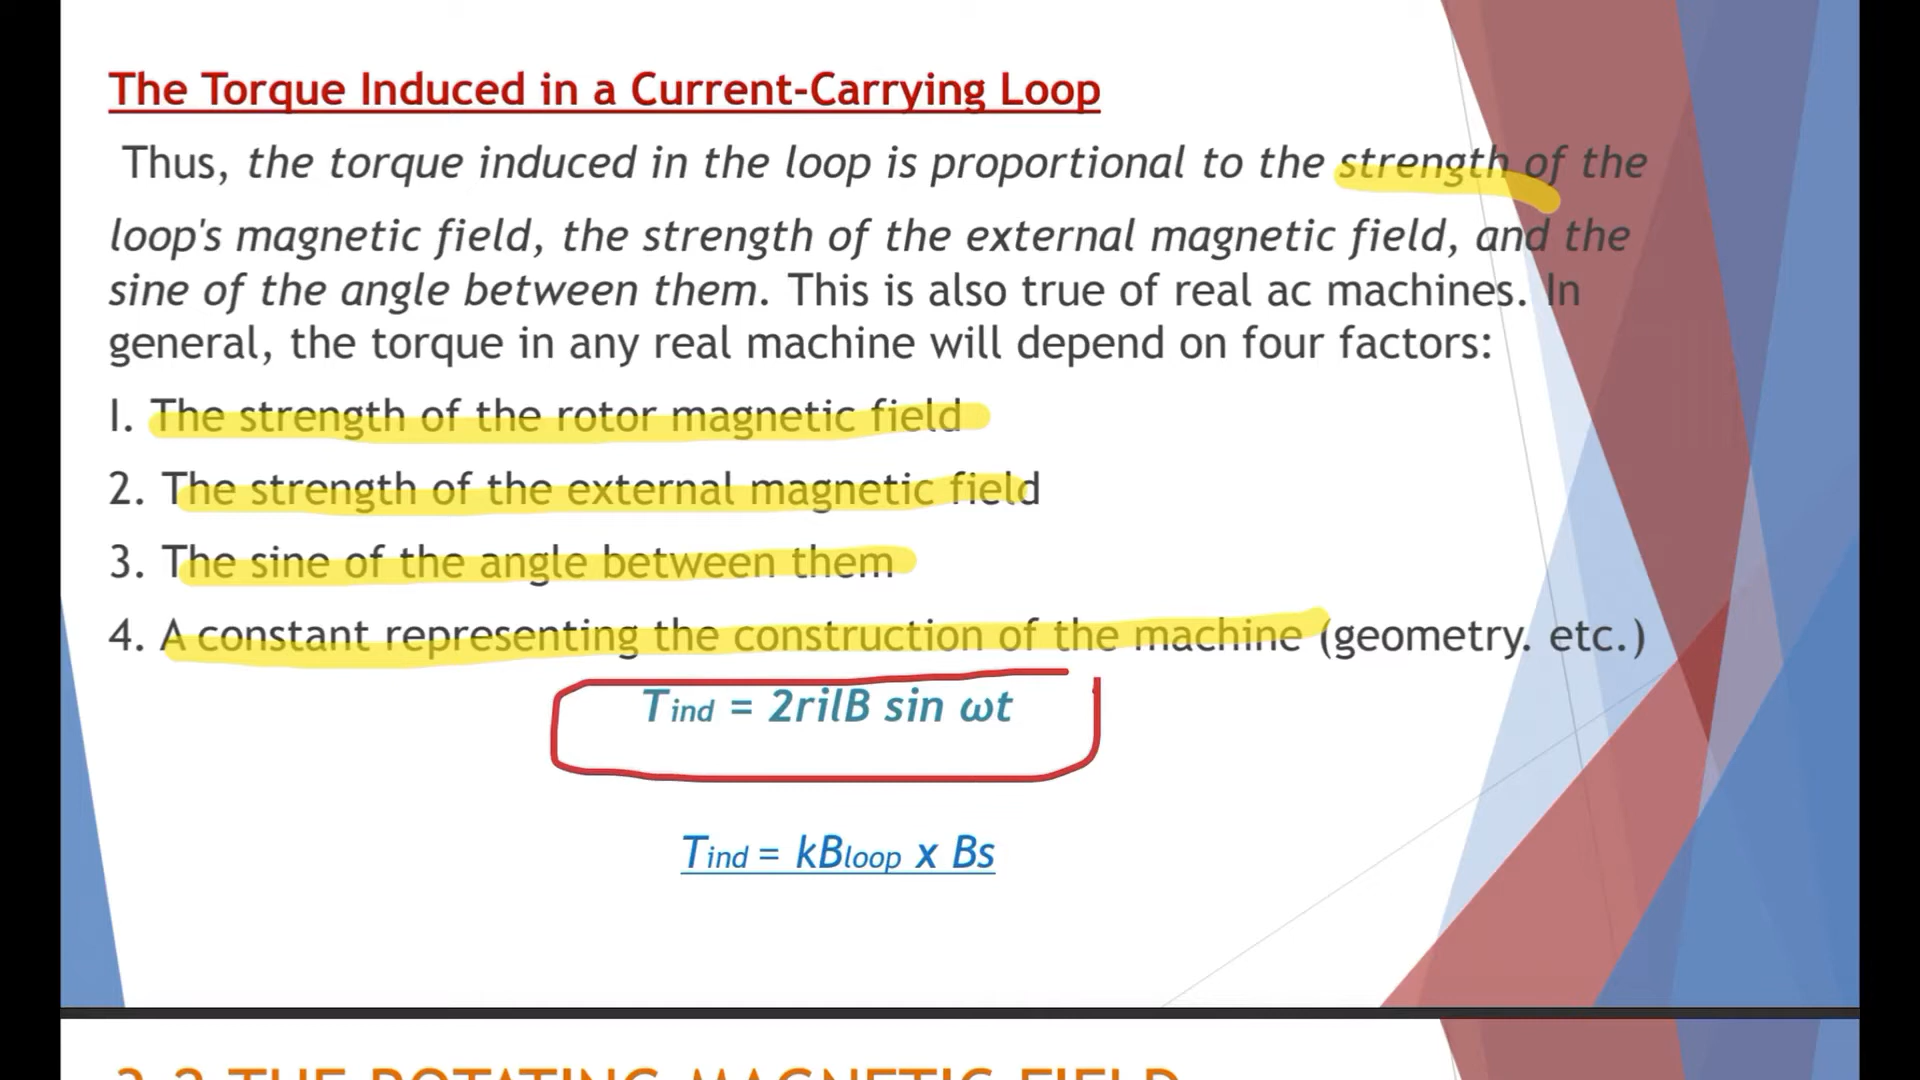 The Torque Induced in a Current-Carrying Loop
Thus, the torque induced in the loop is proportional to the strength of the
loop's magnetic field, the strength of the external magnetic field, and the
sine of the angle between them. This is also true of real ac machines. In
general, the torque in any real machine will depend on four factors:
I. The strength of the rotor magnetic field
2. The strength of the external magnetic field
3. The sine of the angle between them
4. A constant representing the construction of the machine (geometry. etc.)
Tind = 2rilB sin ωt
Tind = kBloop x Bs
THE ROTATING MAGNETIC FIELD